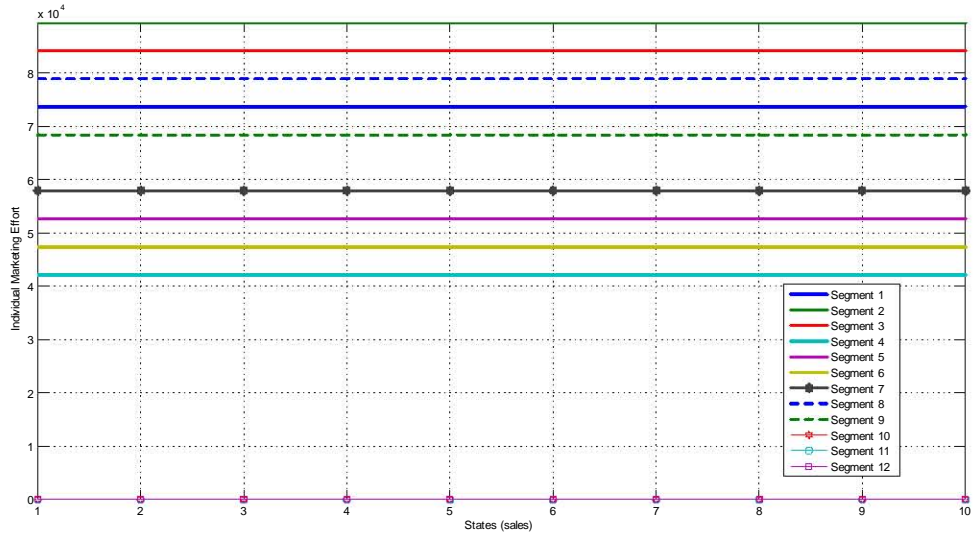 x 10^4
8
7
6
5
4
3
2
1
0
Individual Marketing Effort
1 2 3 4 5 6 7 8 9 10
States (sales)
Segment 1
Segment 2
Segment 3
Segment 4
Segment 5
Segment 6
Segment 7
Segment 8
Segment 9
Segment 10
Segment 11
Segment 12